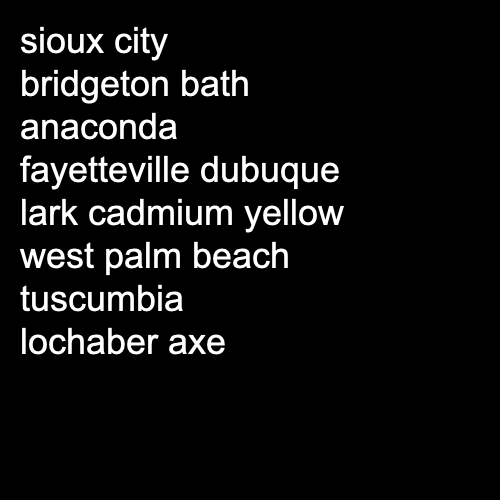 sioux city
bridgeton bath
anaconda
fayetteville dubuque
lark cadmium yellow
west palm beach
tuscumbia
lochaber axe